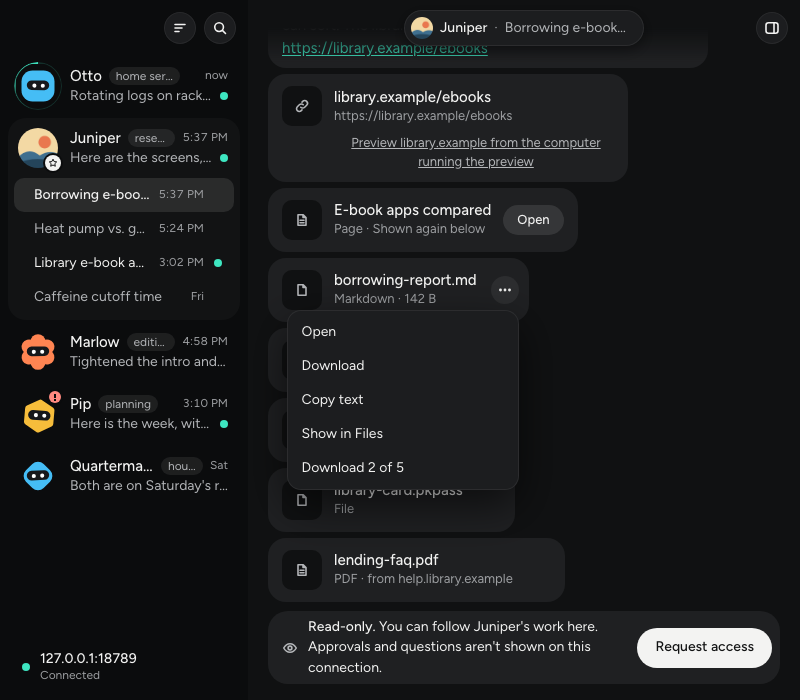 Juniper · Borrowing e-book...
https://library.example/ebooks
Otto home ser... now
Rotating logs on rack...
Juniper rese... 5:37 PM
Here are the screens,...
Borrowing e-boo... 5:37 PM
Heat pump vs. g... 5:24 PM
Library e-book a... 3:02 PM
Caffeine cutoff time Fri
Marlow editi... 4:58 PM
Tightened the intro and...
Pip planning 3:10 PM
Here is the week, wit...
Quarterma... hou... Sat
Both are on Saturday's r...
127.0.0.1:18789
Connected
library.example/ebooks
https://library.example/ebooks
Preview library.example from the computer
running the preview
E-book apps compared
Page · Shown again below
Open
borrowing-report.md
Markdown · 142 B
Open
Download
Copy text
Show in Files
Download 2 of 5
library-card.pkpass
File
lending-faq.pdf
PDF · from help.library.example
Read-only. You can follow Juniper's work here.
Approvals and questions aren't shown on this
connection.
Request access